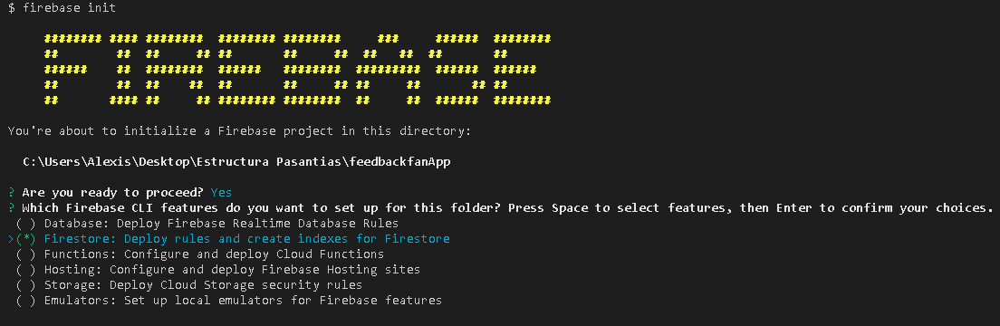 $ firebase init
FIREBASE
You're about to initialize a Firebase project in this directory:
C:\Users\Alexis\Desktop\Estructura Pasantias\feedbackfanApp
? Are you ready to proceed? Yes
? Which Firebase CLI features do you want to set up for this folder? Press Space to select features, then Enter to confirm your choices.
( ) Database: Deploy Firebase Realtime Database Rules
>(*) Firestore: Deploy rules and create indexes for Firestore
( ) Functions: Configure and deploy Cloud Functions
( ) Hosting: Configure and deploy Firebase Hosting sites
( ) Storage: Deploy Cloud Storage security rules
( ) Emulators: Set up local emulators for Firebase features